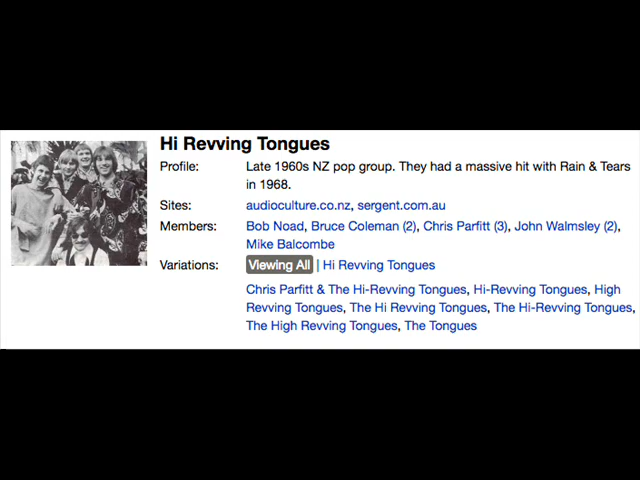 Hi Revving Tongues
Profile: Late 1960s NZ pop group. They had a massive hit with Rain & Tears
in 1968.
Sites: audioculture.co.nz, sergent.com.au
Members: Bob Noad, Bruce Coleman (2), Chris Parfitt (3), John Walmsley (2),
Mike Balcombe
Variations: Viewing All | Hi Revving Tongues
Chris Parfitt & The Hi-Revving Tongues, Hi-Revving Tongues, High
Revving Tongues, The Hi Revving Tongues, The Hi-Revving Tongues,
The High Revving Tongues, The Tongues